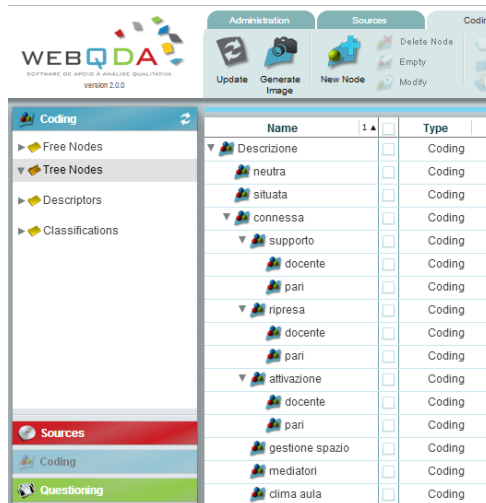 Administration Sources Codin
WEBQDA
SOFTWARE DE APOIO À ANÁLISE QUALITATIVA
version 2.0.0
Update Generate Image New Node
Delete Node
Empty
Modify
Coding
Free Nodes
Tree Nodes
Descriptors
Classifications
Sources
Coding
Questioning
Name 1 Type
Descrizione Coding
neutra Coding
situata Coding
connessa Coding
supporto Coding
docente Coding
pari Coding
ripresa Coding
docente Coding
pari Coding
attivazione Coding
docente Coding
pari Coding
gestione spazio Coding
mediatori Coding
clima aula Coding